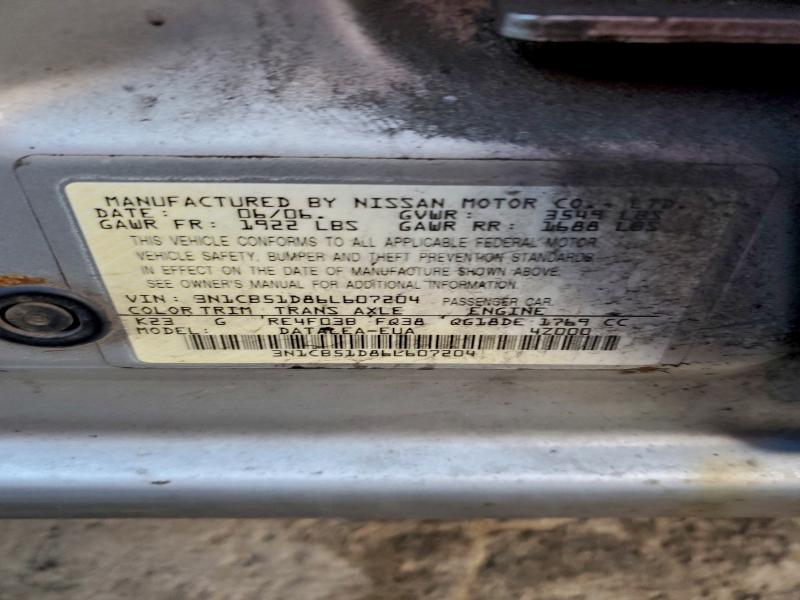 MANUFACTURED BY NISSAN MOTOR CO., LTD.
DATE: 06/06. GVWR: 3549 LBS
GAWR FR: 1922 LBS GAWR RR: 1688 LBS
THIS VEHICLE CONFORMS TO ALL APPLICABLE FEDERAL MOTOR
VEHICLE SAFETY, BUMPER AND THEFT PREVENTION STANDARDS
IN EFFECT ON THE DATE OF MANUFACTURE SHOWN ABOVE.
SEE OWNER'S MANUAL FOR ADDITIONAL INFORMATION.
VIN: 3N1CB51D86L607204 PASSENGER CAR
COLOR TRIM TRANS AXLE ENGINE
K23 G RE4F03B FQ38 QG18DE 1769 CC
MODEL: 4Z000
3N1CB51D86L607204